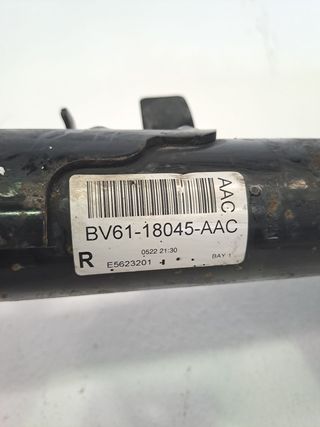 AAC
BV61-18045-AAC
0522 21:30
R E5623201 BAY 1